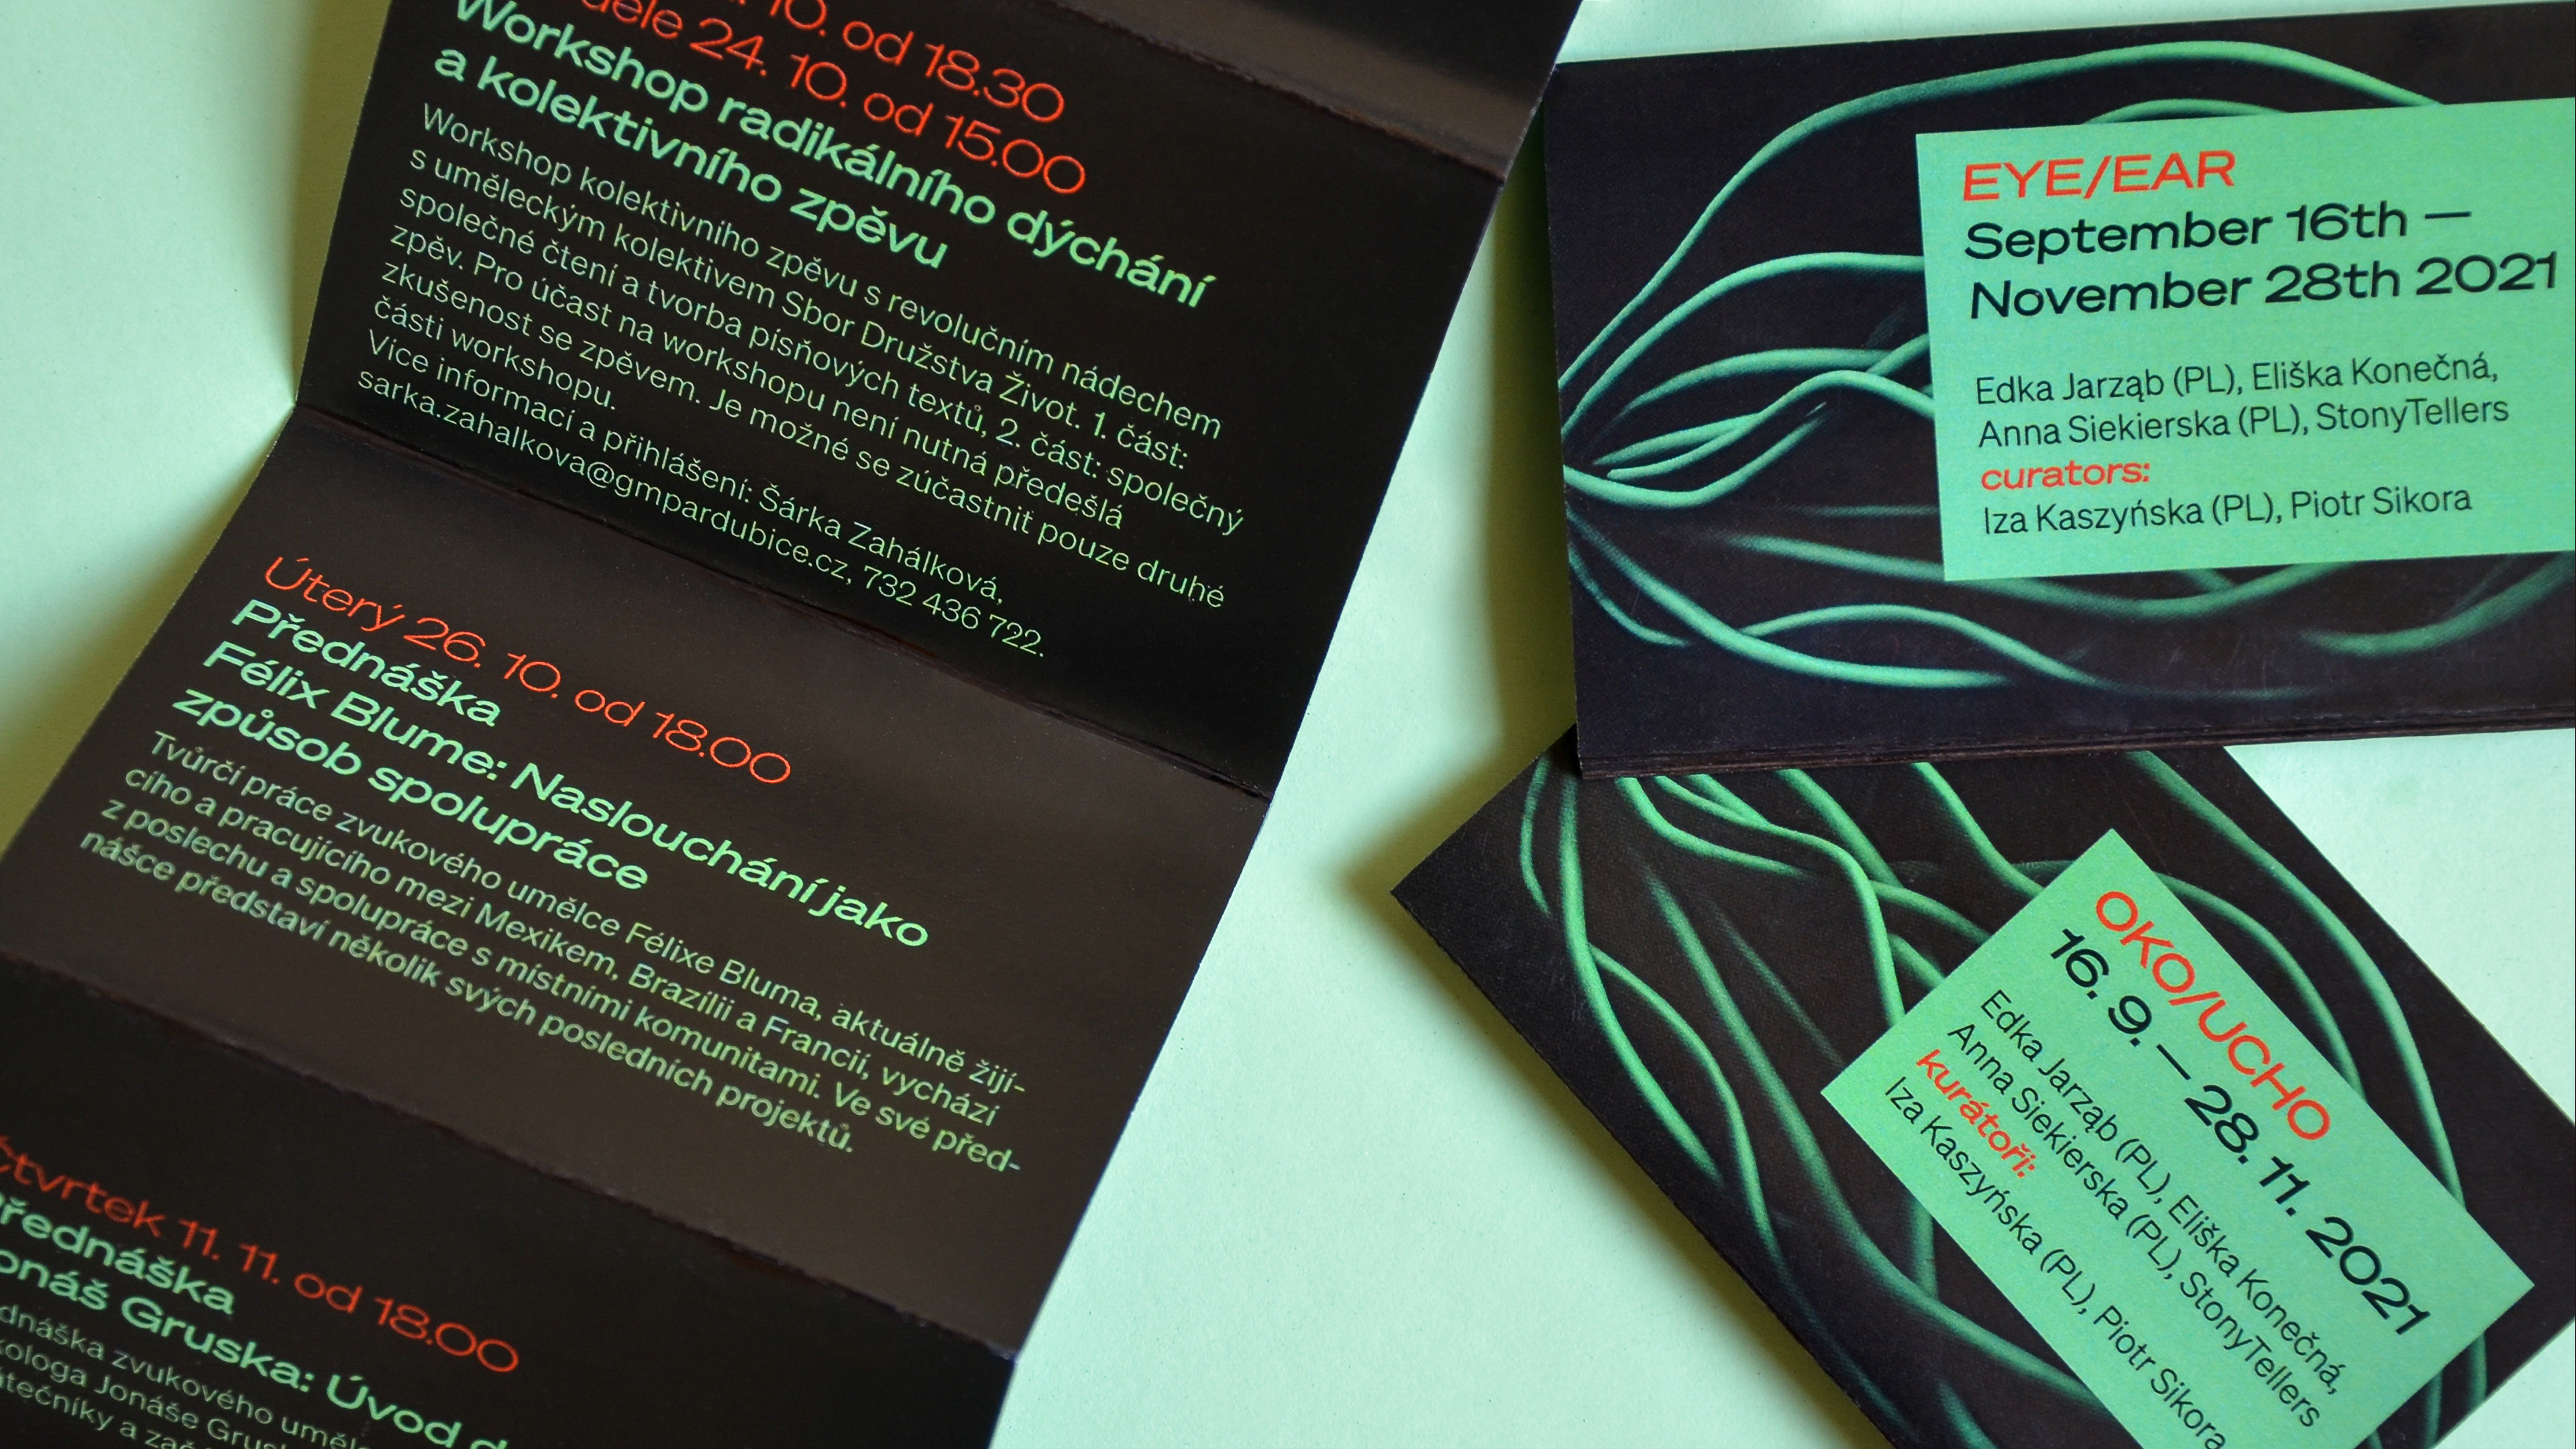 10. od 18.30
24. 10. od 15.00
Workshop radikálního dýchání
a kolektivního zpěvu
Workshop kolektivního zpěvu s revolučním nádechem
s uměleckým kolektivem Sbor Družstva Život. 1. část:
společné čtení a tvorba písňových textů, 2. část: společný
zpěv. Pro účast na workshopu není nutná předešlá
zkušenost se zpěvem. Je možné se zúčastnit pouze druhé
části workshopu.
Více informací a přihlášení: Šárka Zahálková,
sarka.zahalkova@gmpardubice.cz, 732 436 722.
Úterý 26. 10. od 18.00
Přednáška
Félix Blume: Naslouchání jako
způsob spolupráce
Tvůrčí práce zvukového umělce Félixe Bluma, aktuálně žijí-
cího a pracujícího mezi Mexikem, Brazílii a Francií, vychází
z poslechu a spolupráce s místními komunitami. Ve své před-
nášce představí několik svých posledních projektů.
Čtvrtek 11. 11. od 18.00
Přednáška
Jonáš Gruska: Úvod
zvukového
Jonáše
a
EYE/EAR
September 16th —
November 28th 2021
Edka Jarząb (PL), Eliška Konečná,
Anna Siekierska (PL), StonyTellers
curators:
Iza Kaszyńska (PL), Piotr Sikora
OKO/UCHO
16. 9. — 28. 11. 2021
Edka Jarząb (PL), Eliška Konečná,
Anna Siekierska (PL), StonyTellers
kurátoři:
Iza Kaszyńska (PL), Piotr Sikora